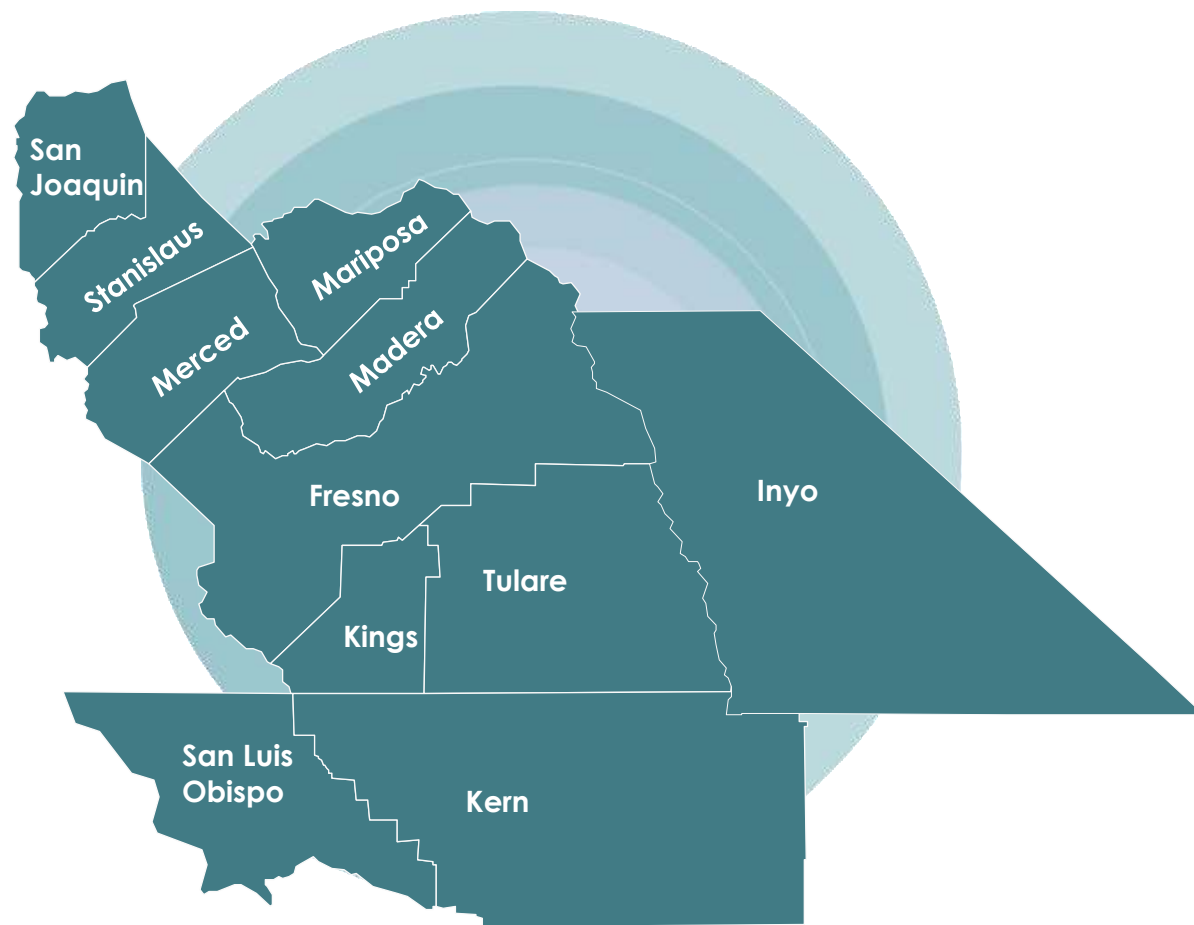 San
Joaquin
Stanislaus
Mariposa
Merced
Madera
Fresno
Inyo
Tulare
Kings
San Luis
Obispo
Kern